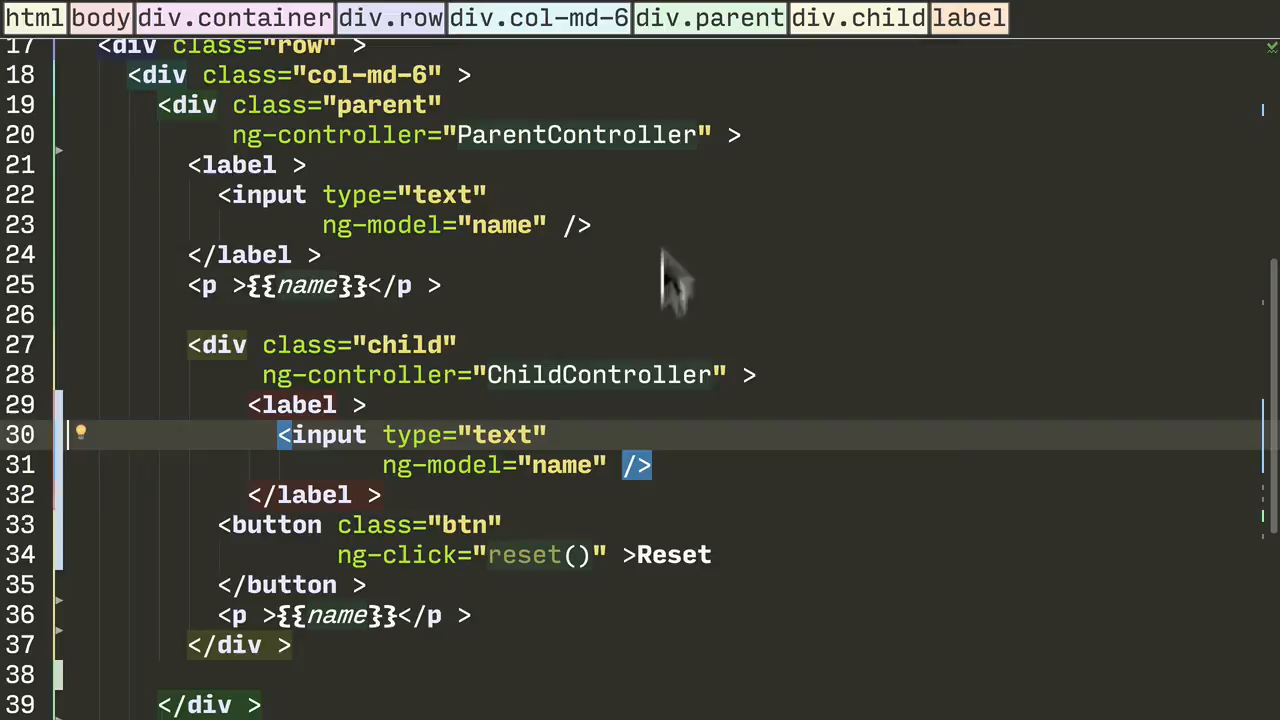 html body div.container div.row div.col-md-6 div.parent div.child label
17 <div class="row" >
18 <div class="col-md-6" >
19 <div class="parent"
20 ng-controller="ParentController" >
21 <label >
22 <input type="text"
23 ng-model="name" />
24 </label >
25 <p >{{name}}</p >
26
27 <div class="child"
28 ng-controller="ChildController" >
29 <label >
30 <input type="text"
31 ng-model="name" />
32 </label >
33 <button class="btn"
34 ng-click="reset()" >Reset
35 </button >
36 <p >{{name}}</p >
37 </div >
38
39 </div >